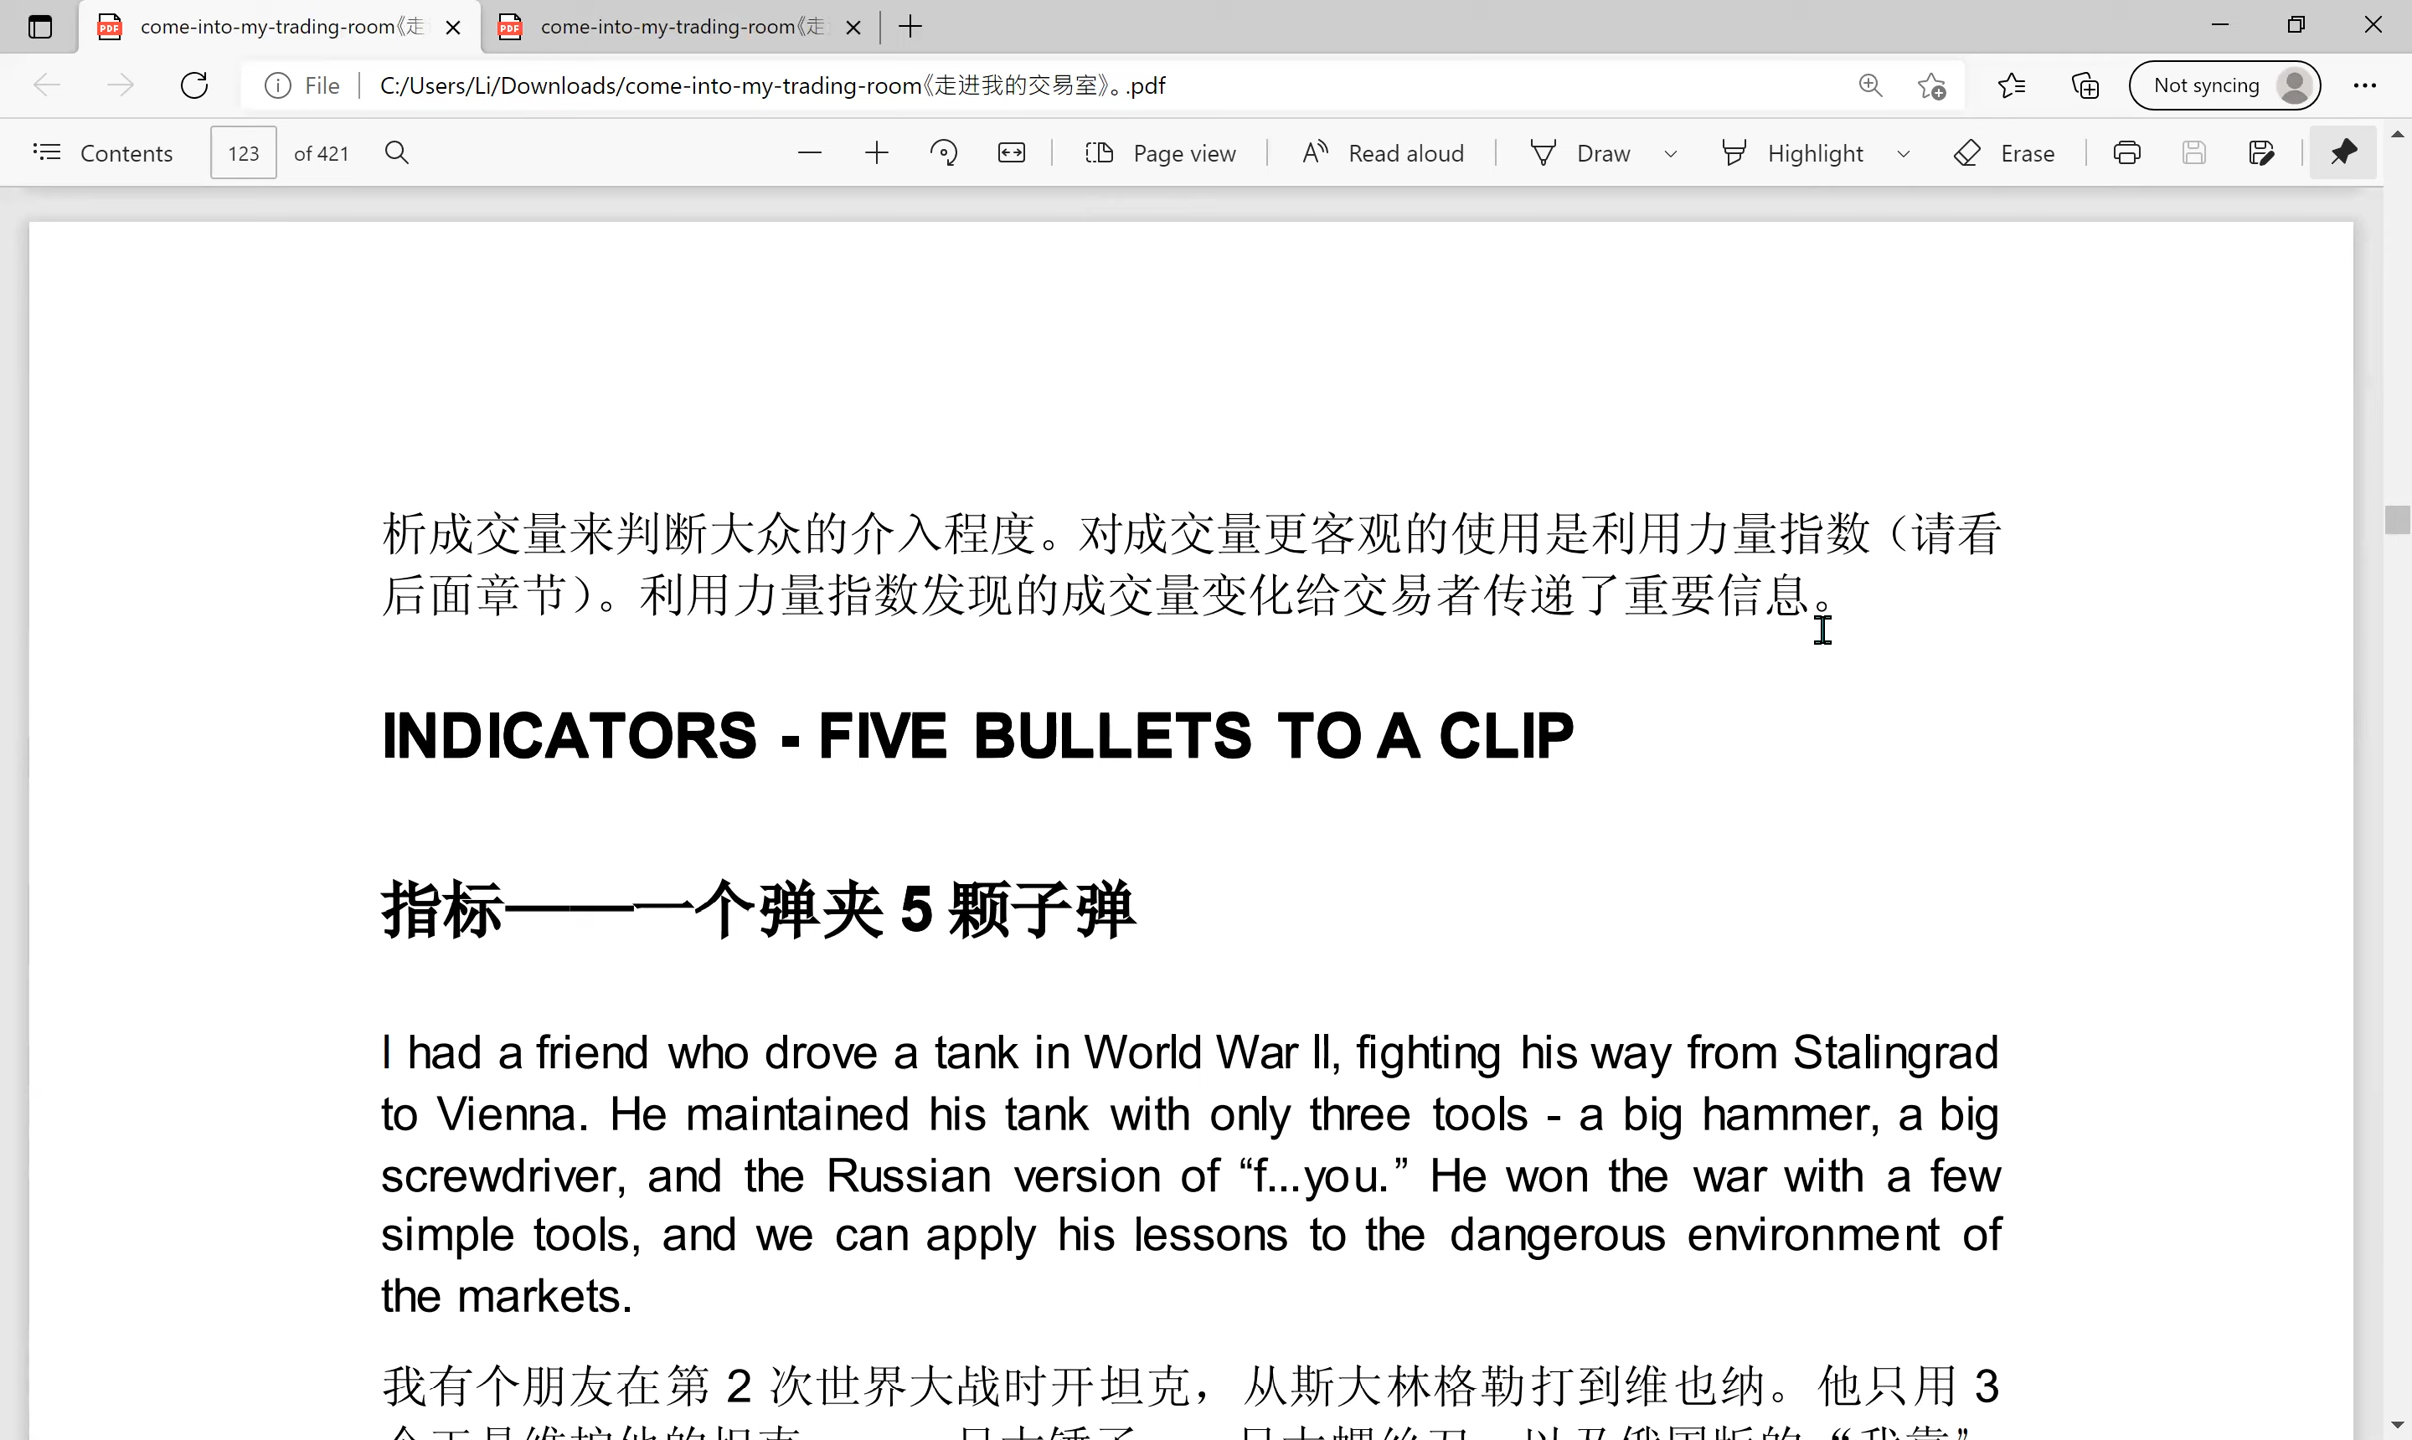 come-into-my-trading-room《走
come-into-my-trading-room《走
File
C:/Users/Li/Downloads/come-into-my-trading-room《走进我的交易室》。.pdf
Not syncing
Contents
123
of 421
Page view
Read aloud
Draw
Highlight
Erase
析成交量来判断大众的介入程度。对成交量更客观的使用是利用力量指数（请看
后面章节）。利用力量指数发现的成交量变化给交易者传递了重要信息。
INDICATORS - FIVE BULLETS TO A CLIP
指标——一个弹夹 5 颗子弹
I had a friend who drove a tank in World War II, fighting his way from Stalingrad
to Vienna. He maintained his tank with only three tools - a big hammer, a big
screwdriver, and the Russian version of “f...you.” He won the war with a few
simple tools, and we can apply his lessons to the dangerous environment of
the markets.
我有个朋友在第 2 次世界大战时开坦克，从斯大林格勒打到维也纳。他只用 3